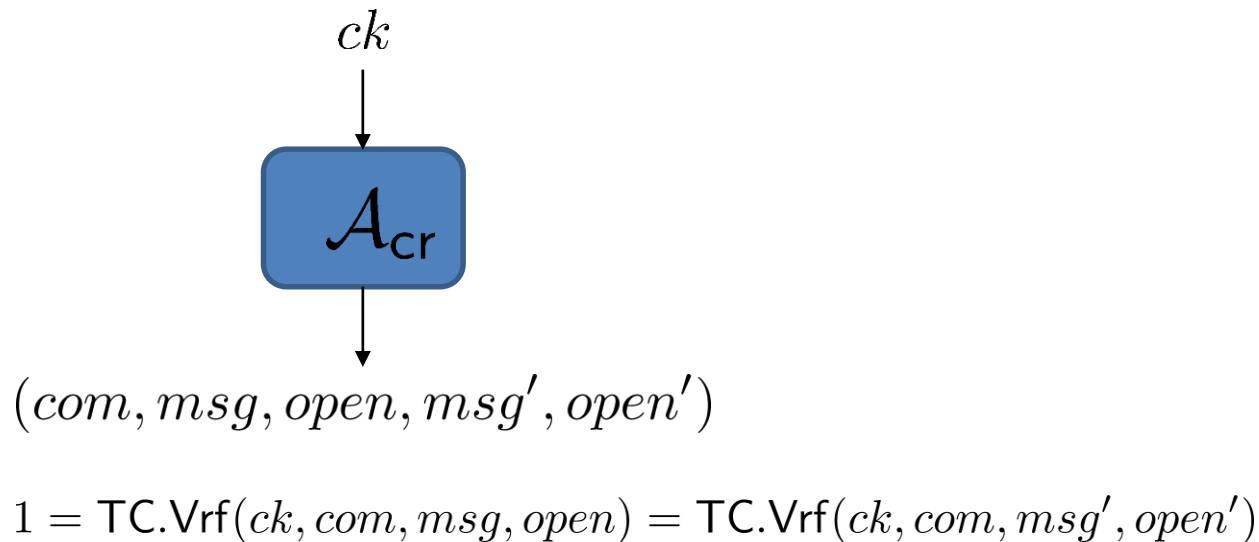 ck
𝒜cr
(com, msg, open, msg′, open′)
1 = TC.Vrf(ck, com, msg, open) = TC.Vrf(ck, com, msg′, open′)